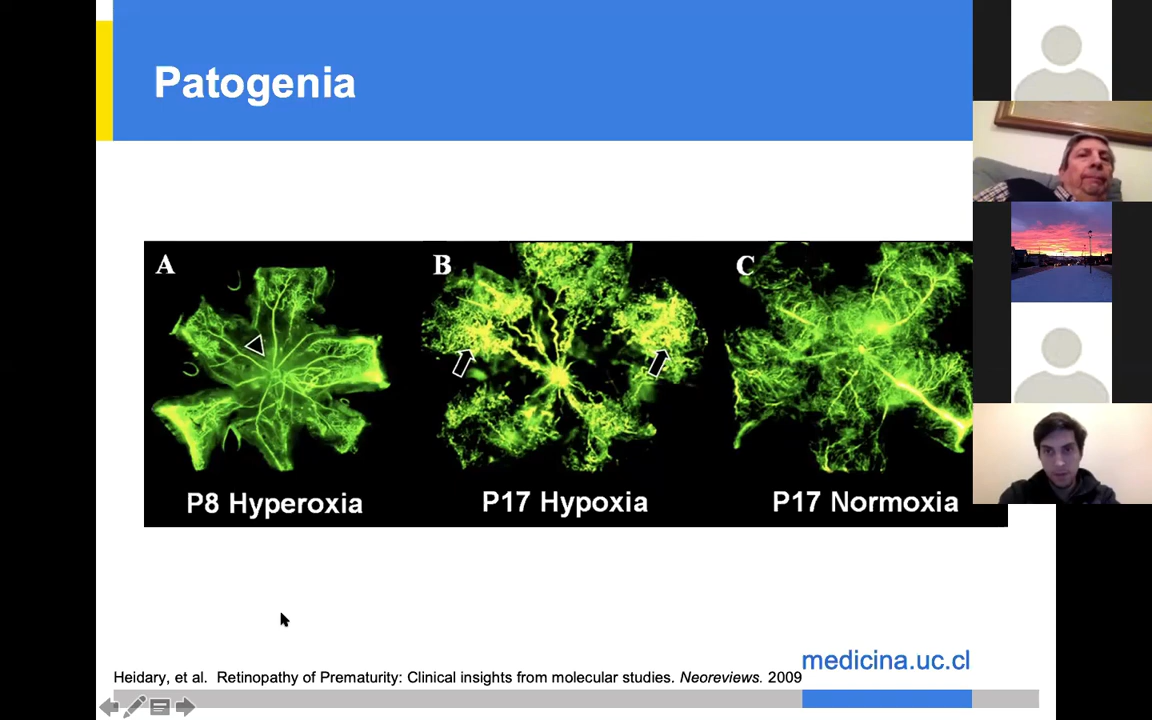 Patogenia
A
B
C
P8 Hyperoxia
P17 Hypoxia
P17 Normoxia
medicina.uc.cl
Heidary, et al. Retinopathy of Prematurity: Clinical insights from molecular studies. Neoreviews. 2009